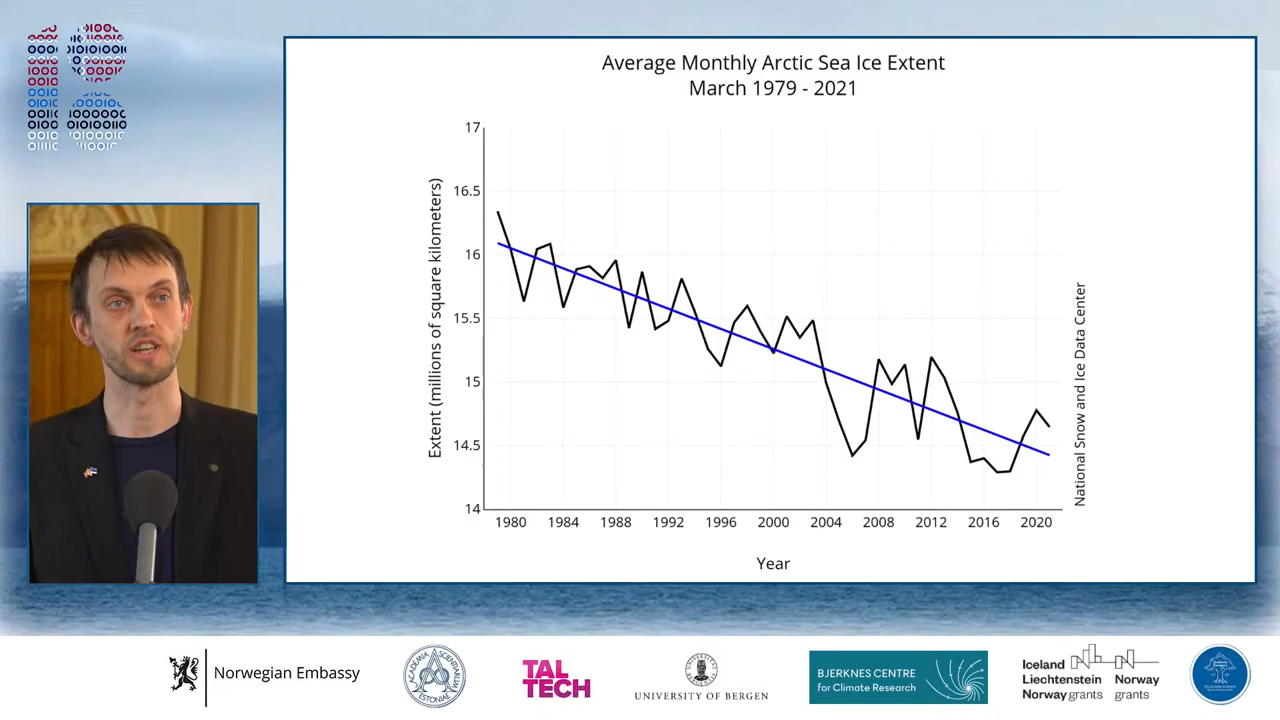 Average Monthly Arctic Sea Ice Extent
March 1979 - 2021
Extent (millions of square kilometers)
17
16.5
16
15.5
15
14.5
14
1980 1984 1988 1992 1996 2000 2004 2008 2012 2016 2020
Year
National Snow and Ice Data Center
Norwegian Embassy
TAL
TECH
UNIVERSITY OF BERGEN
BJERKNES CENTRE
for Climate Research
Iceland
Liechtenstein
Norway grants
Norway
grants